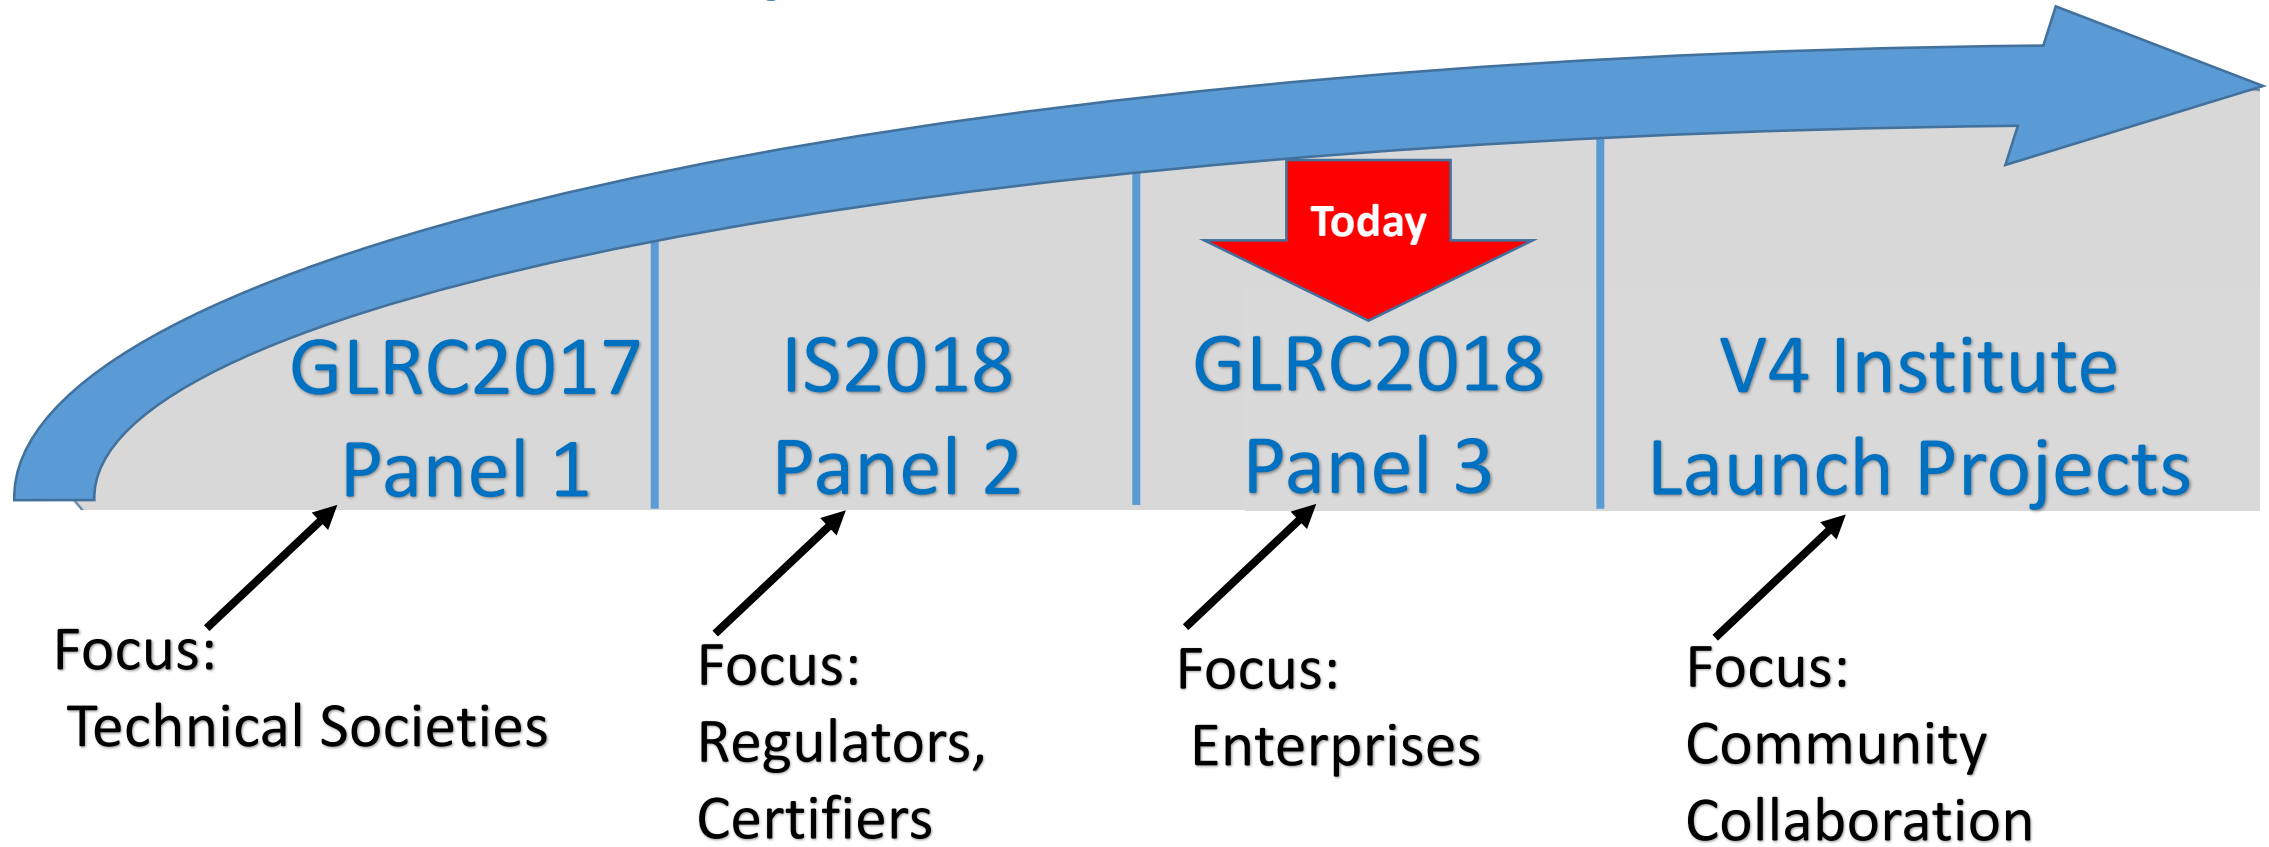 Today
GLRC2017
Panel 1
IS2018
Panel 2
GLRC2018
Panel 3
V4 Institute
Launch Projects
Focus:
Technical Societies
Focus:
Regulators,
Certifiers
Focus:
Enterprises
Focus:
Community
Collaboration